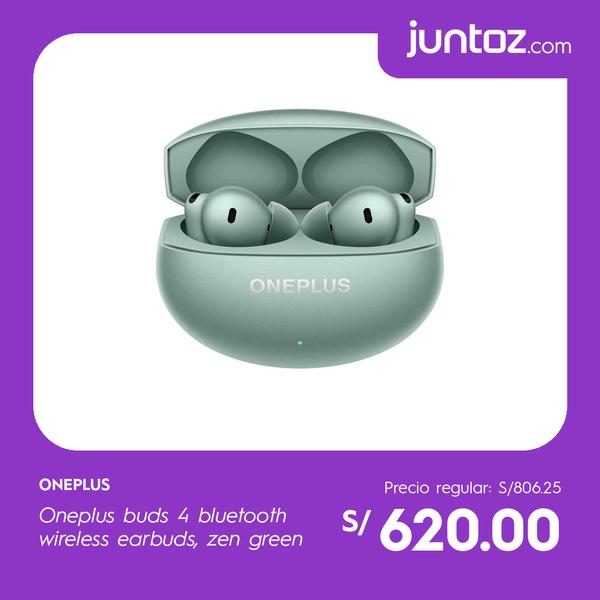 juntoz.com
ONEPLUS
ONEPLUS
Oneplus buds 4 bluetooth
wireless earbuds, zen green
Precio regular: S/806.25
S/ 620.00